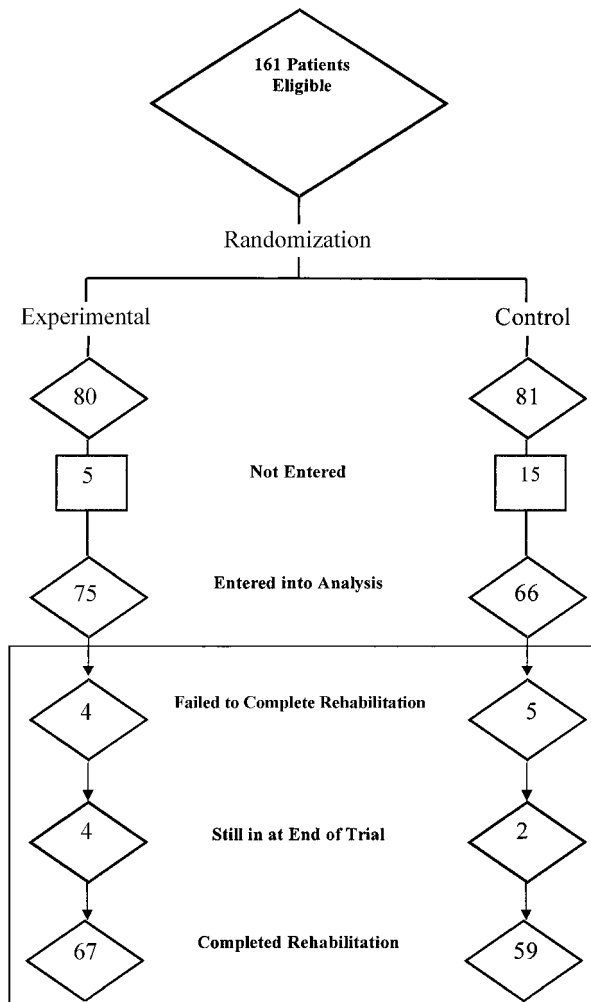 161 Patients
Eligible
Randomization
Experimental
Control
80
81
5
Not Entered
15
75
Entered into Analysis
66
4
Failed to Complete Rehabilitation
5
4
Still in at End of Trial
2
67
Completed Rehabilitation
59